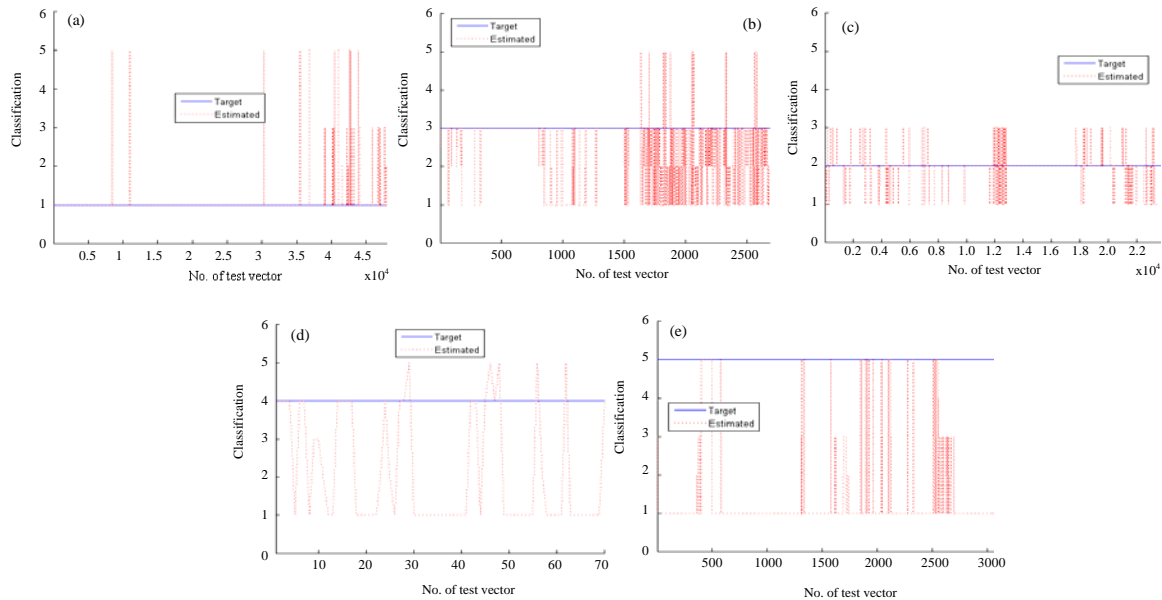 (a)
6
5
4
3
2
1
0
Classification
Target
Estimated
0.5 1 1.5 2 2.5 3 3.5 4 4.5
No. of test vector
x10^4
(b)
6
5
4
3
2
1
0
Classification
Target
Estimated
500 1000 1500 2000 2500
No. of test vector
(c)
6
5
4
3
2
1
0
Classification
Target
Estimated
0.2 0.4 0.6 0.8 1.0 1.2 1.4 1.6 1.8 2.0 2.2
No. of test vector
x10^4
(d)
6
5
4
3
2
1
0
Classification
Target
Estimated
10 20 30 40 50 60 70
No. of test vector
(e)
6
5
4
3
2
1
0
Classification
Target
Estimated
500 1000 1500 2000 2500 3000
No. of test vector